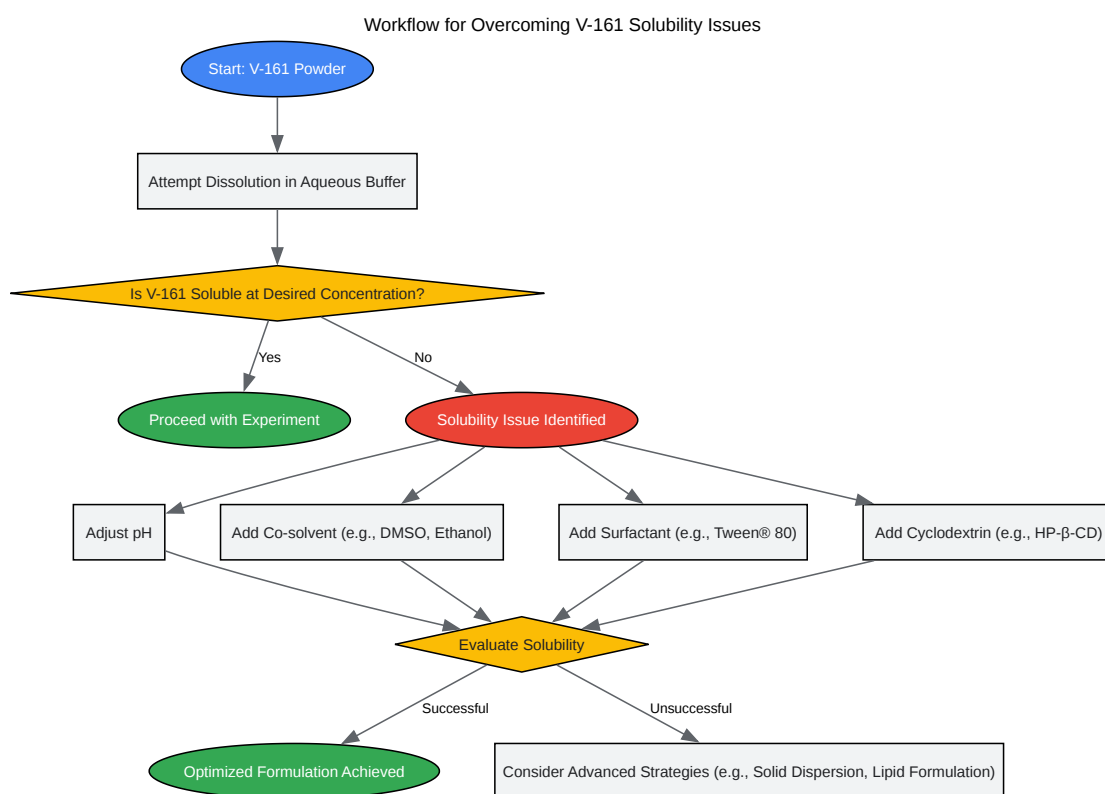 Workflow for Overcoming V-161 Solubility Issues
Start: V-161 Powder
Attempt Dissolution in Aqueous Buffer
Is V-161 Soluble at Desired Concentration?
Yes
No
Proceed with Experiment
Solubility Issue Identified
Adjust pH
Add Co-solvent (e.g., DMSO, Ethanol)
Add Surfactant (e.g., Tween® 80)
Add Cyclodextrin (e.g., HP-β-CD)
Evaluate Solubility
Successful
Unsuccessful
Optimized Formulation Achieved
Consider Advanced Strategies (e.g., Solid Dispersion, Lipid Formulation)